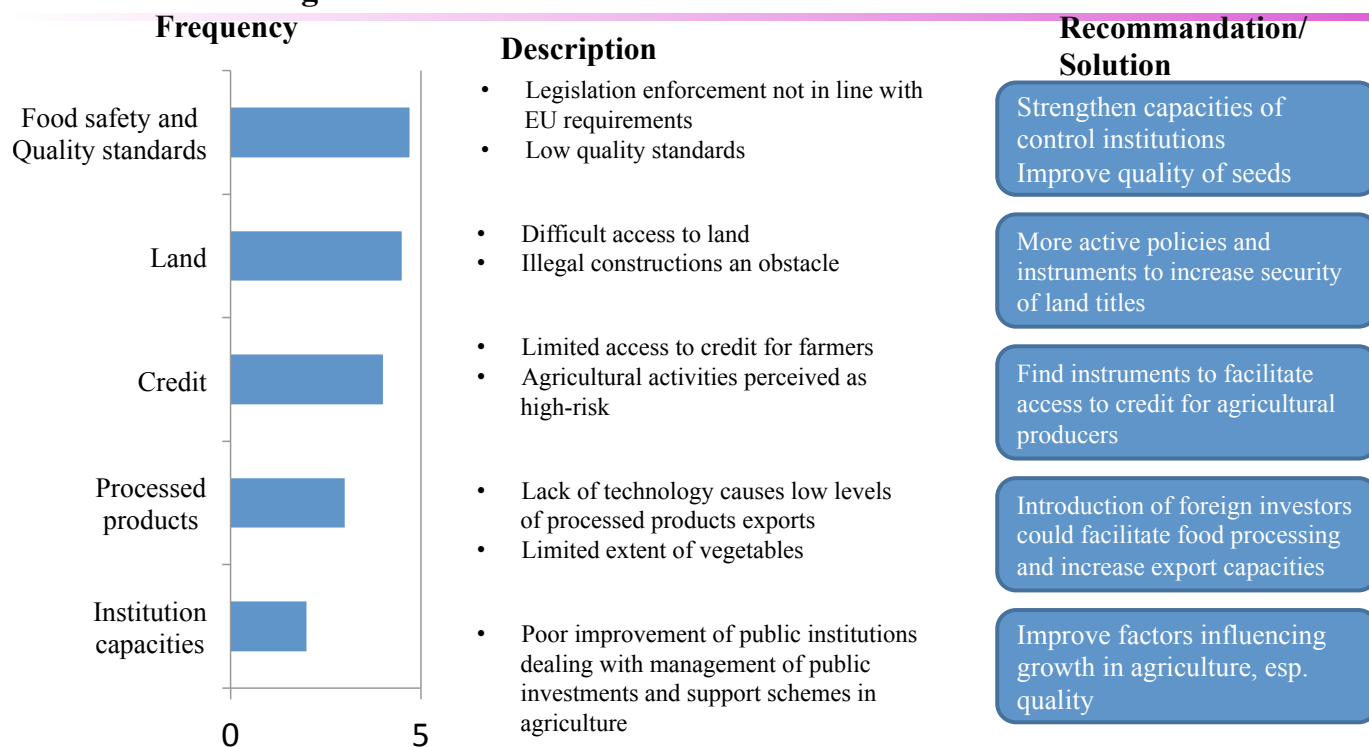 Frequency
Description
Recommandation/
Solution
Food safety and
Quality standards
• Legislation enforcement not in line with
EU requirements
• Low quality standards
Strengthen capacities of
control institutions
Improve quality of seeds
Land
• Difficult access to land
• Illegal constructions an obstacle
More active policies and
instruments to increase security
of land titles
Credit
• Limited access to credit for farmers
• Agricultural activities perceived as
high-risk
Find instruments to facilitate
access to credit for agricultural
producers
Processed
products
• Lack of technology causes low levels
of processed products exports
• Limited extent of vegetables
Introduction of foreign investors
could facilitate food processing
and increase export capacities
Institution
capacities
• Poor improvement of public institutions
dealing with management of public
investments and support schemes in
agriculture
Improve factors influencing
growth in agriculture, esp.
quality
0
5